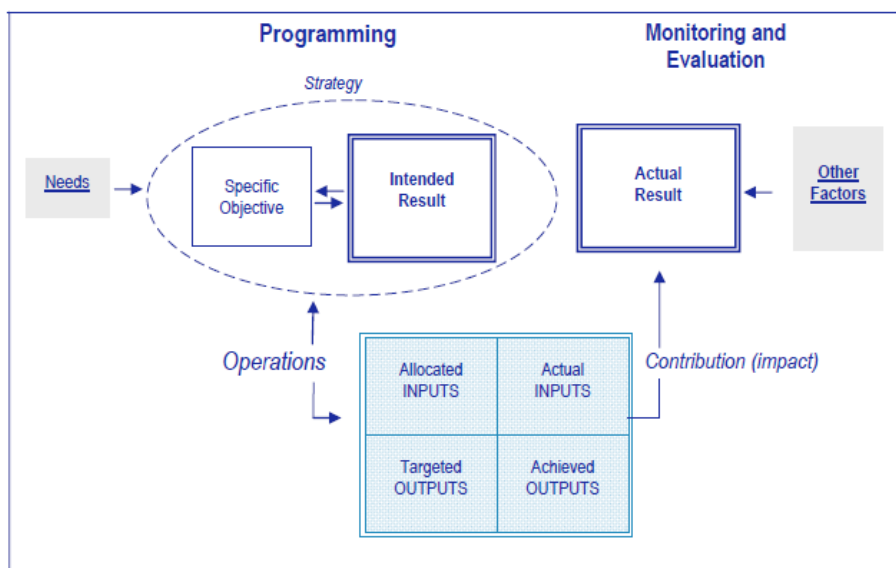 Programming
Monitoring and
Evaluation
Strategy
Needs
Specific
Objective
Intended
Result
Actual
Result
Other
Factors
Operations
Allocated
INPUTS
Actual
INPUTS
Contribution (impact)
Targeted
OUTPUTS
Achieved
OUTPUTS